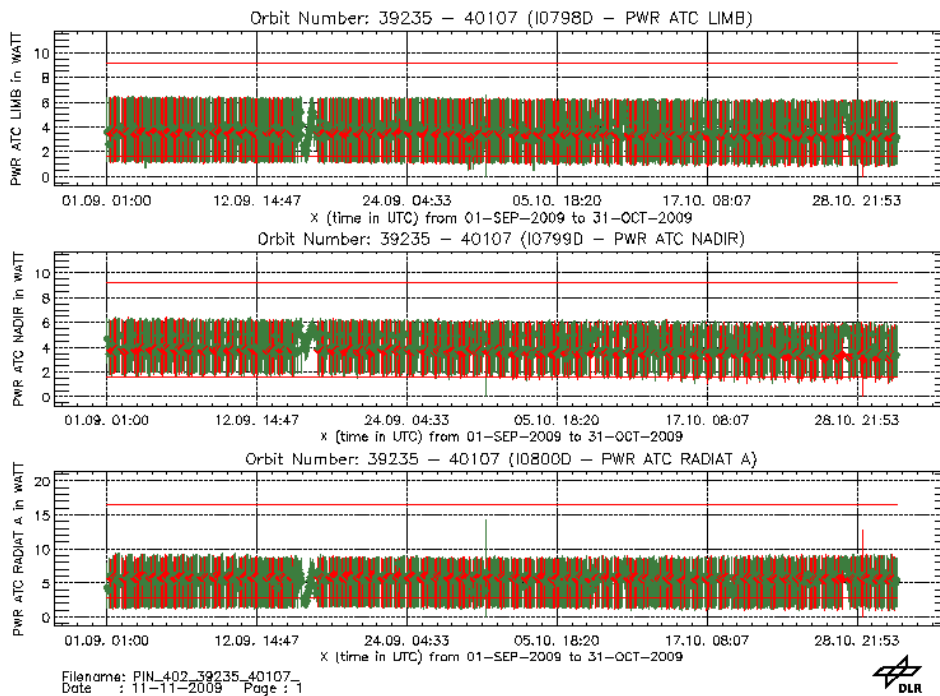 Orbit Number: 39235 - 40107 (I0798D - PWR ATC LIMB)
PWR ATC LIMB in WATT
10
8
6
4
2
0
01.09. 01:00 12.09. 14:47 24.09. 04:33 05.10. 18:20 17.10. 08:07 28.10. 21:53
X (time in UTC) from 01-SEP-2009 to 31-OCT-2009
Orbit Number: 39235 - 40107 (I0799D - PWR ATC NADIR)
PWR ATC NADIR in WATT
10
8
6
4
2
0
01.09. 01:00 12.09. 14:47 24.09. 04:33 05.10. 18:20 17.10. 08:07 28.10. 21:53
X (time in UTC) from 01-SEP-2009 to 31-OCT-2009
Orbit Number: 39235 - 40107 (I0800D - PWR ATC RADIAT A)
PWR ATC RADIAT A in WATT
20
15
10
5
0
01.09. 01:00 12.09. 14:47 24.09. 04:33 05.10. 18:20 17.10. 08:07 28.10. 21:53
X (time in UTC) from 01-SEP-2009 to 31-OCT-2009
Filename: PIN_402_39235_40107_
Date : 11-11-2009 Page : 1
DLR